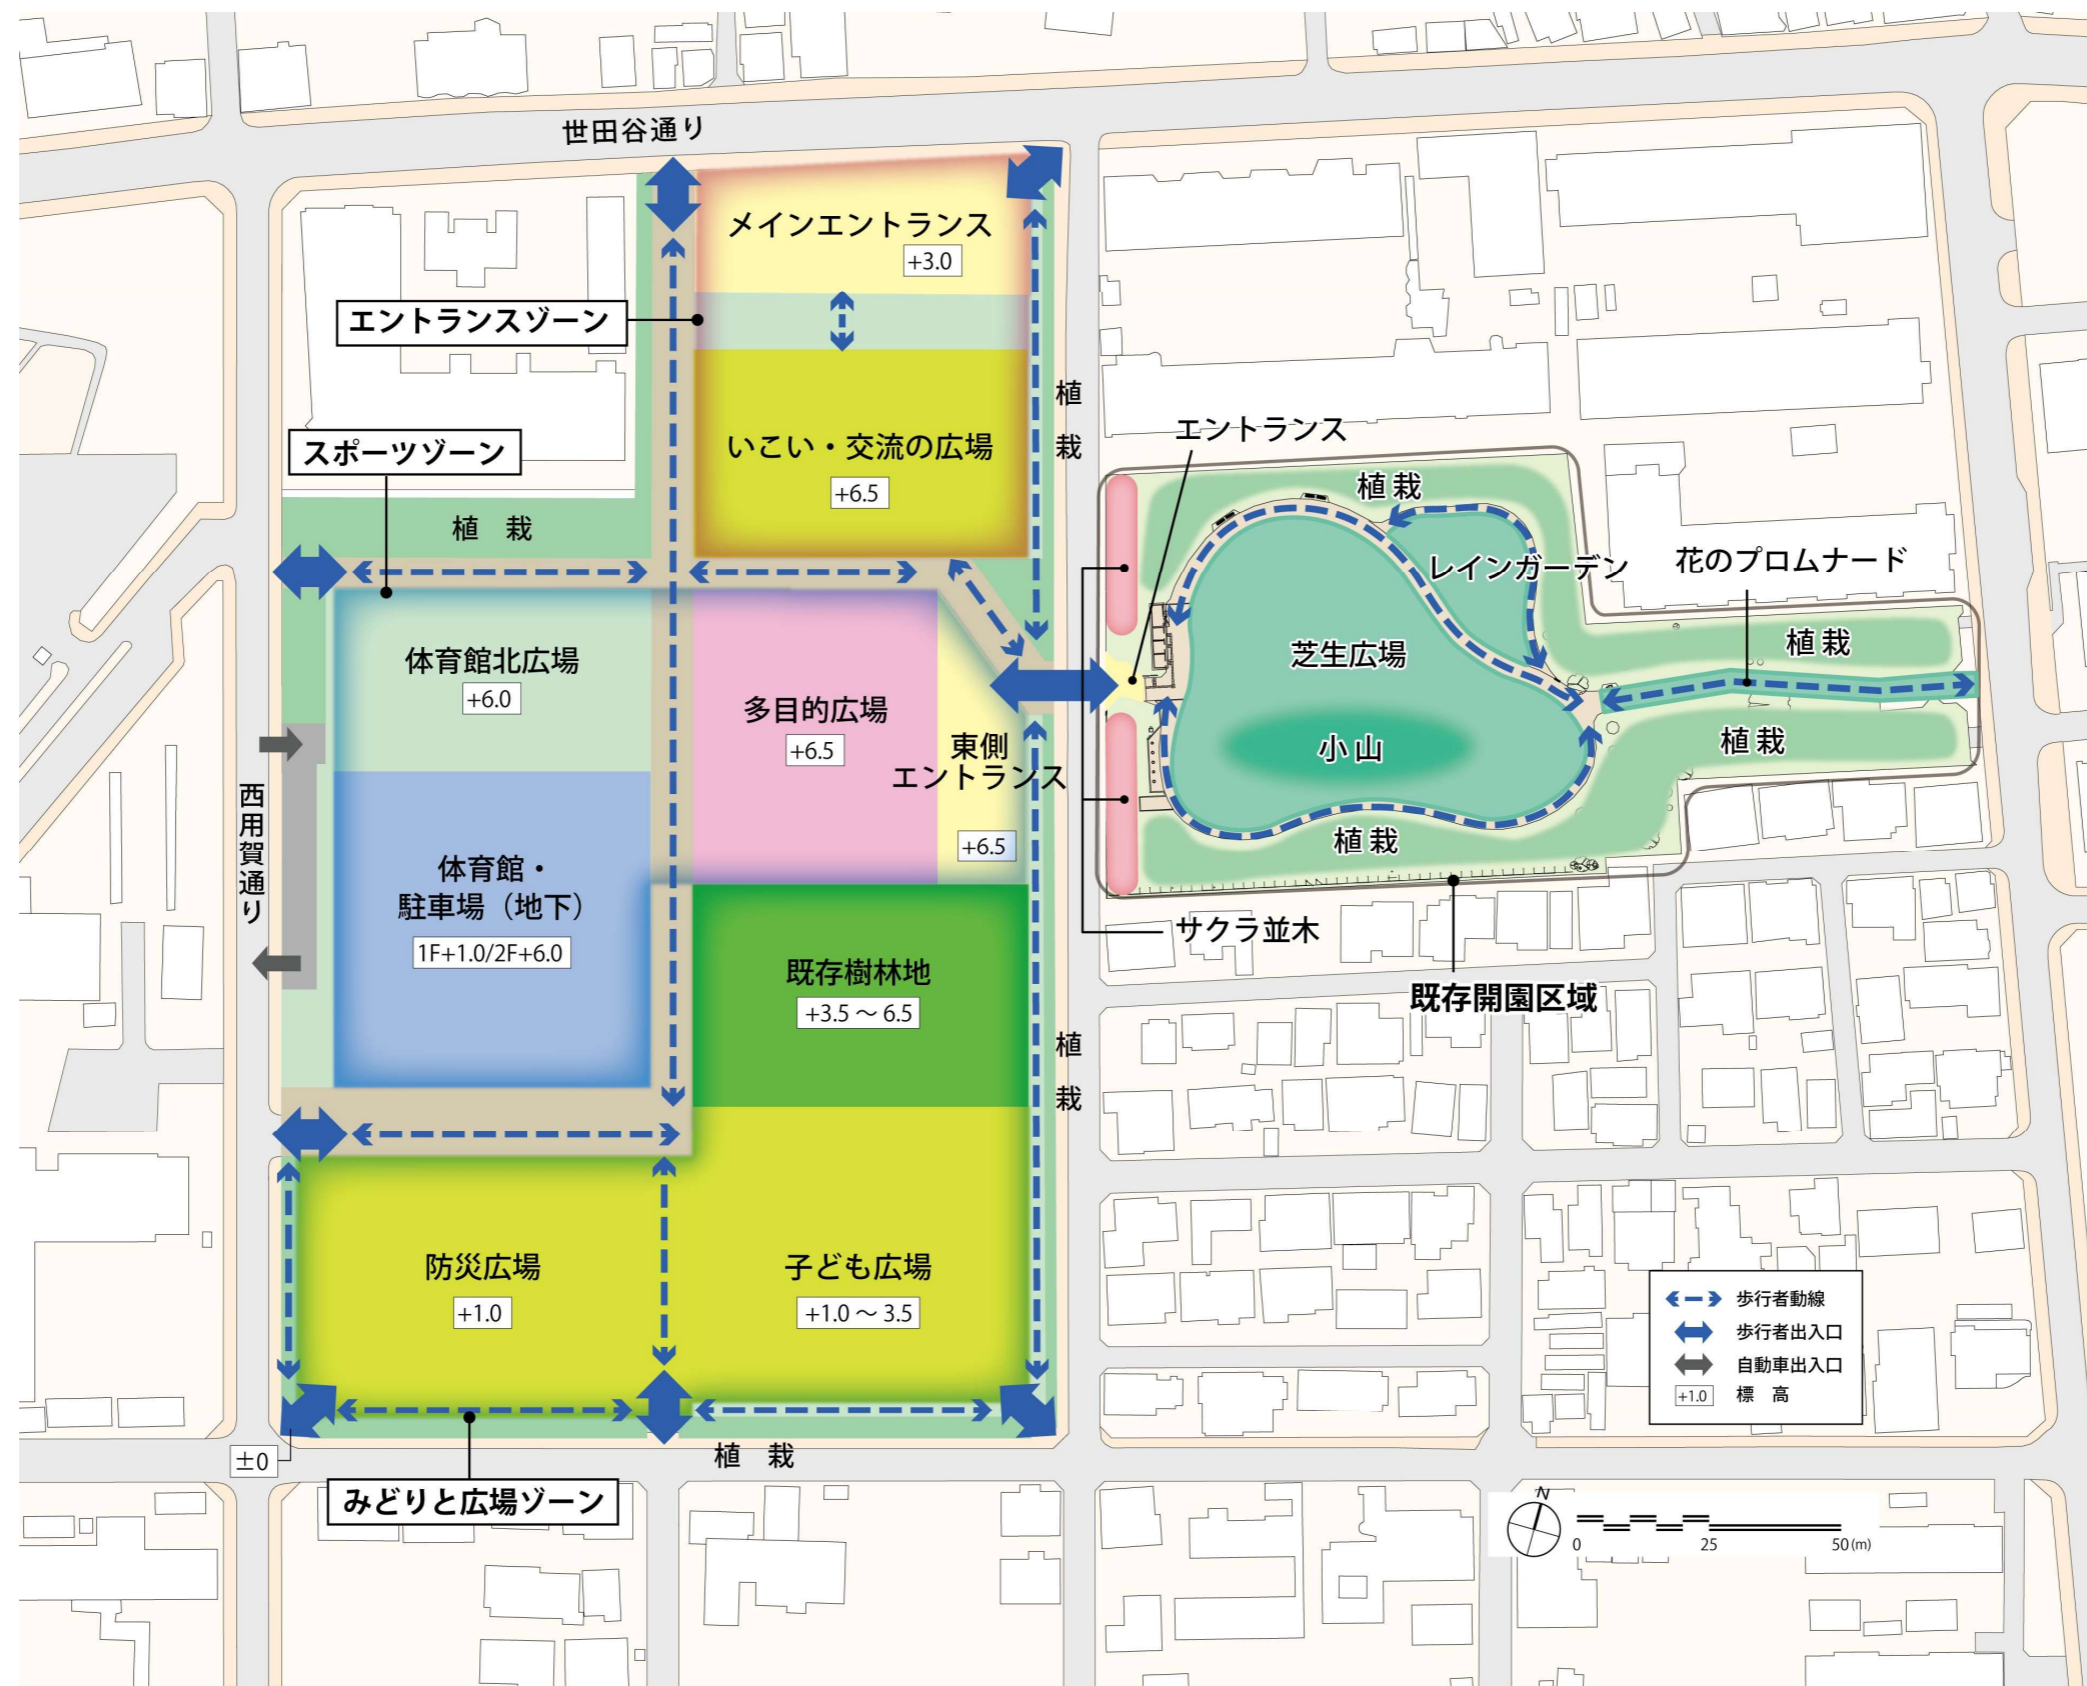 世田谷通り
メインエントランス
+3.0
エントランスゾーン
植栽
いこい・交流の広場
+6.5
スポーツゾーン
植 栽
エントランス
植 栽
レインガーデン
花のプロムナード
植 栽
芝生広場
小 山
植 栽
植 栽
サクラ並木
既存開園区域
体育館北広場
+6.0
多目的広場
+6.5
東側
エントランス
+6.5
西用賀通り
体育館・
駐車場（地下）
1F+1.0/2F+6.0
既存樹林地
+3.5 ～ 6.5
植栽
防災広場
+1.0
子ども広場
+1.0 ～ 3.5
±0
植 栽
みどりと広場ゾーン
歩行者動線
歩行者出入口
自動車出入口
+1.0 標 高
N
0 25 50(m)